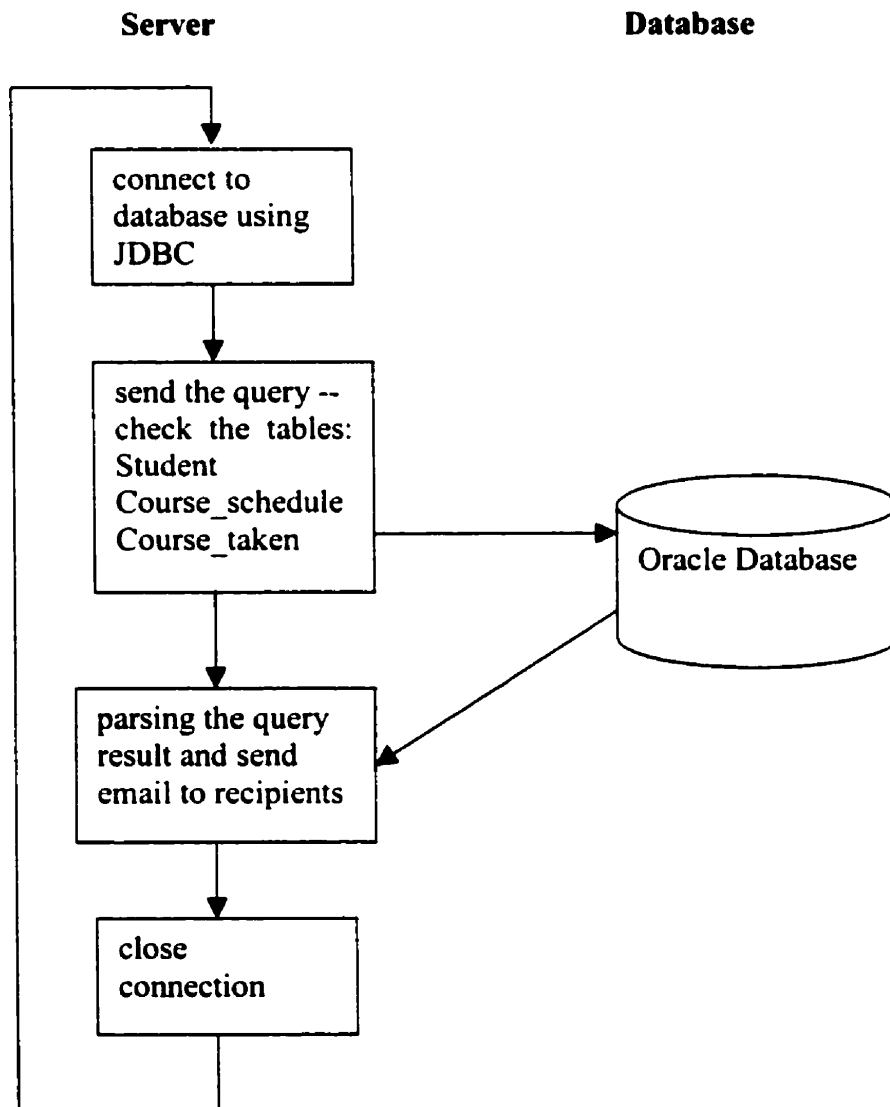 Server
Database
connect to
database using
JDBC
send the query --
check the tables:
Student
Course_schedule
Course_taken
Oracle Database
parsing the query
result and send
email to recipients
close
connection